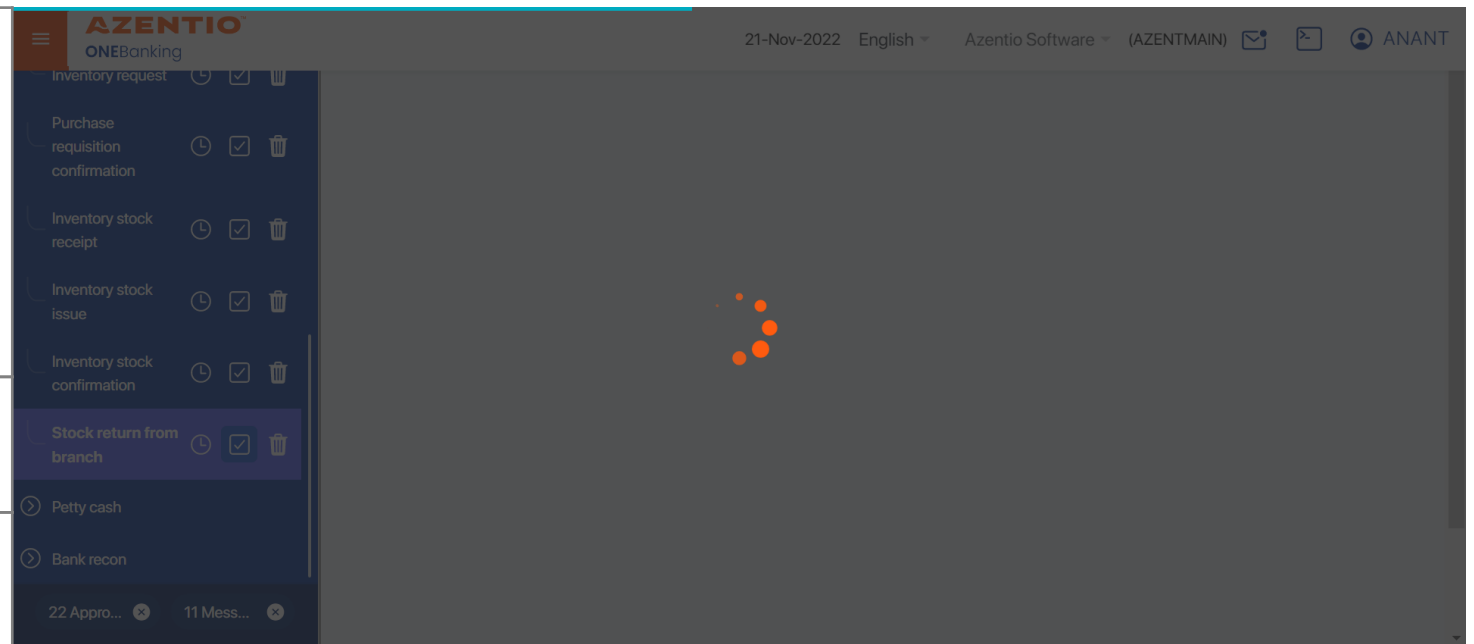 AZENTIO
ONEBanking
21-Nov-2022 English Azentio Software (AZENTMAIN) ANANT
Inventory request
Purchase
requisition
confirmation
Inventory stock
receipt
Inventory stock
issue
Inventory stock
confirmation
Stock return from
branch
Petty cash
Bank recon
22 Appro... 11 Mess...